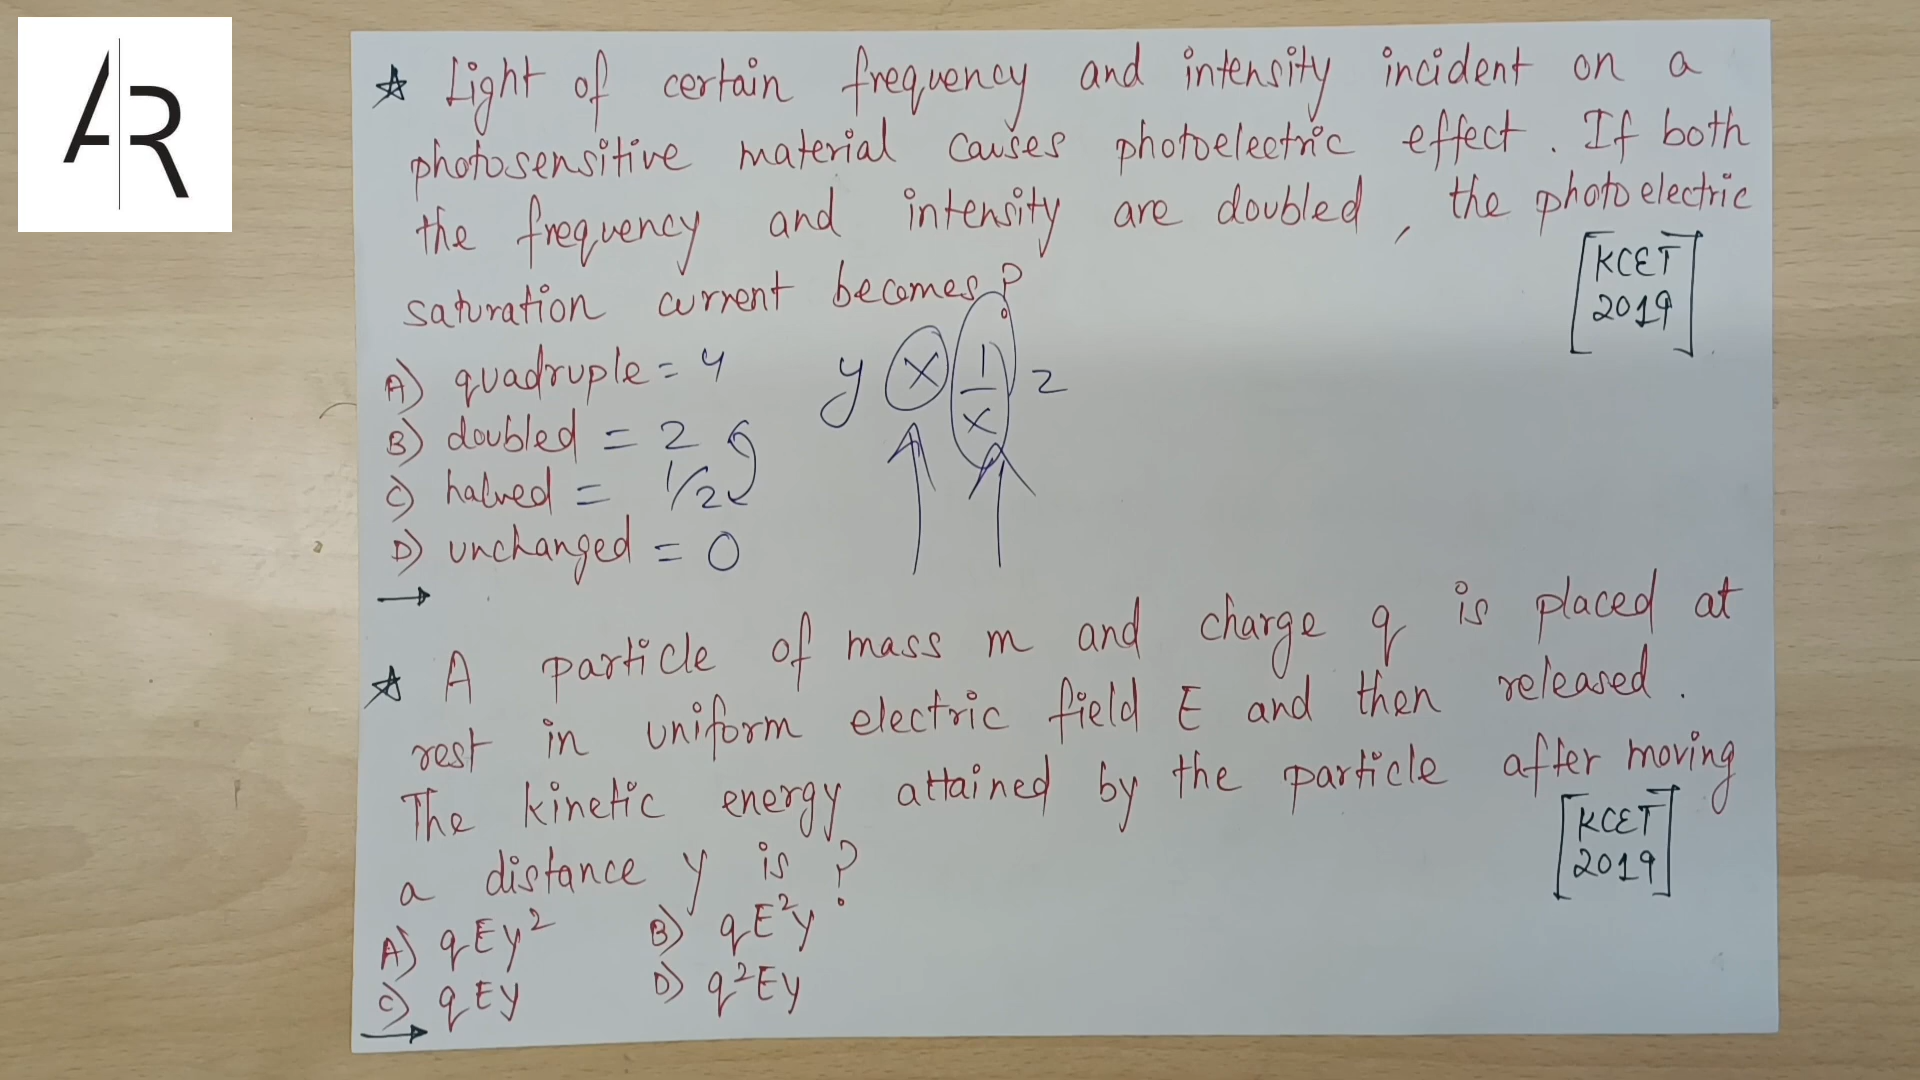 AR
☆ Light of certain frequency and intensity incident on a
photosensitive material causes photoelectric effect. If both
the frequency and intensity are doubled, the photoelectric
saturation current becomes?
[KCET
2019]
A) quadruple = 4
B) doubled = 2
C) halved = 1/2
D) unchanged = 0
y x 1/x z
☆ A particle of mass m and charge q is placed at
rest in uniform electric field E and then released.
The kinetic energy attained by the particle after moving
a distance y is?
[KCET
2019]
A) qEy² B) qE²y
C) qEy D) q²Ey